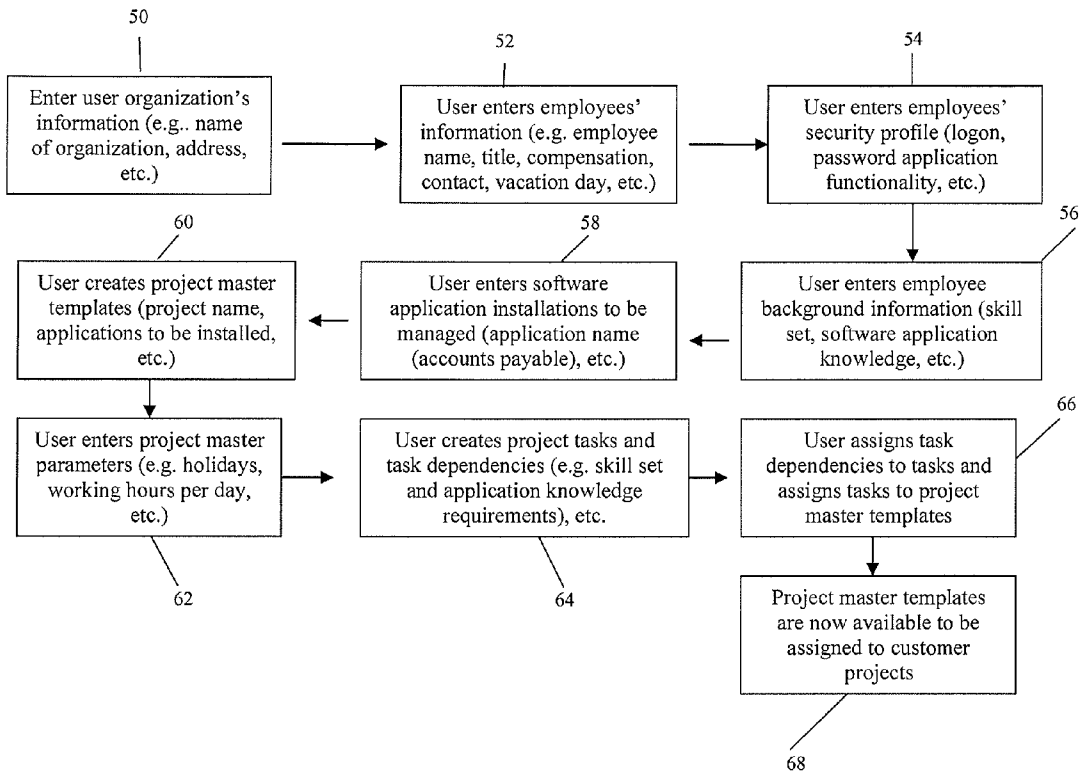 50
Enter user organization's
information (e.g.. name
of organization, address,
etc.)
52
User enters employees'
information (e.g. employee
name, title, compensation,
contact, vacation day, etc.)
54
User enters employees'
security profile (logon,
password application
functionality, etc.)
56
User enters employee
background information (skill
set, software application
knowledge, etc.)
58
User enters software
application installations to be
managed (application name
(accounts payable), etc.)
60
User creates project master
templates (project name,
applications to be installed,
etc.)
User enters project master
parameters (e.g. holidays,
working hours per day,
etc.)
62
User creates project tasks and
task dependencies (e.g. skill set
and application knowledge
requirements), etc.
64
66
User assigns task
dependencies to tasks and
assigns tasks to project
master templates
Project master templates
are now available to be
assigned to customer
projects
68